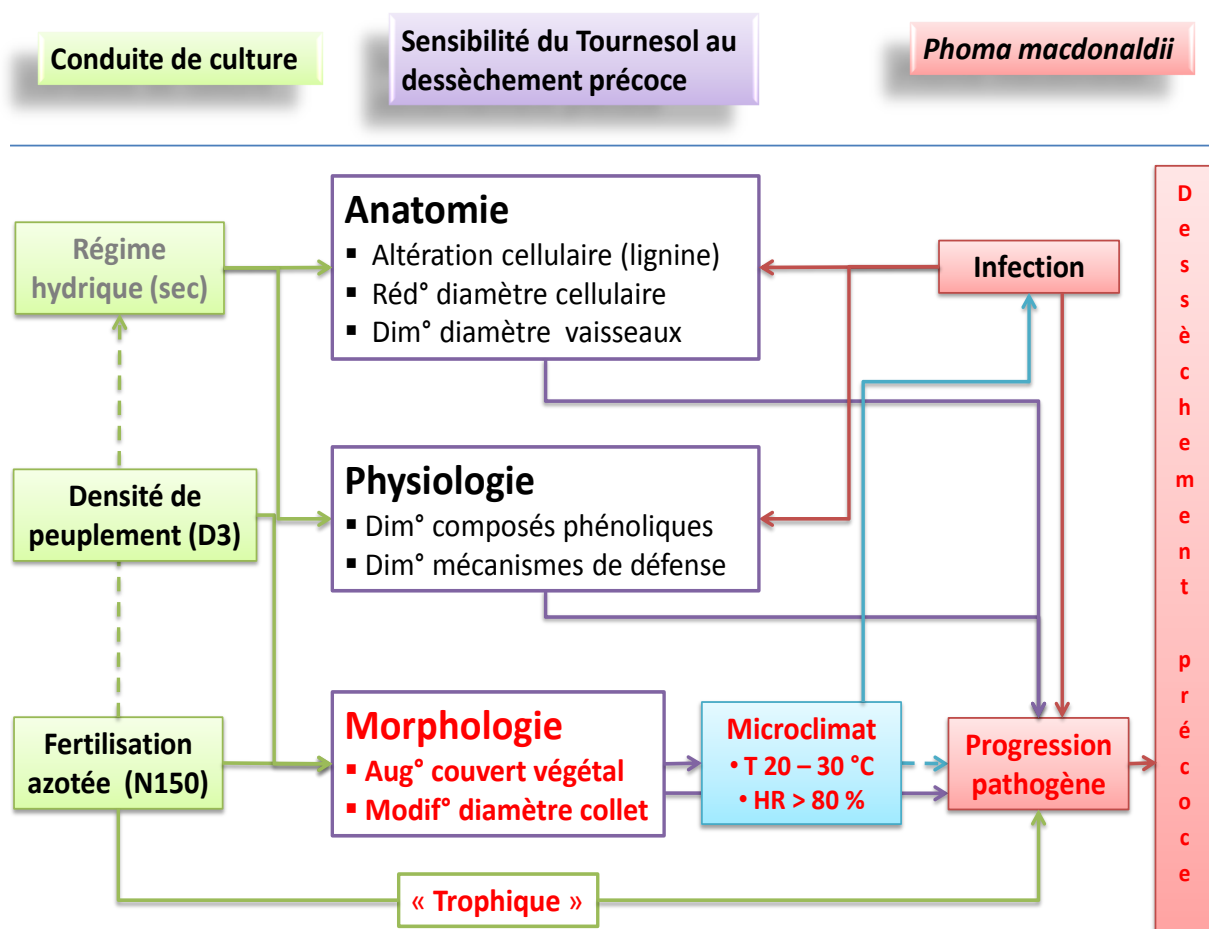 Conduite de culture
Sensibilité du Tournesol au
dessèchement précoce
Phoma macdonaldii
Régime
hydrique (sec)
Densité de
peuplement (D3)
Fertilisation
azotée (N150)
Anatomie
▪ Altération cellulaire (lignine)
▪ Réd° diamètre cellulaire
▪ Dim° diamètre vaisseaux
Physiologie
▪ Dim° composés phénoliques
▪ Dim° mécanismes de défense
Morphologie
▪ Aug° couvert végétal
▪ Modif° diamètre collet
Microclimat
• T 20 – 30 °C
• HR > 80 %
Infection
Progression
pathogène
« Trophique »
Dessèchement précoce